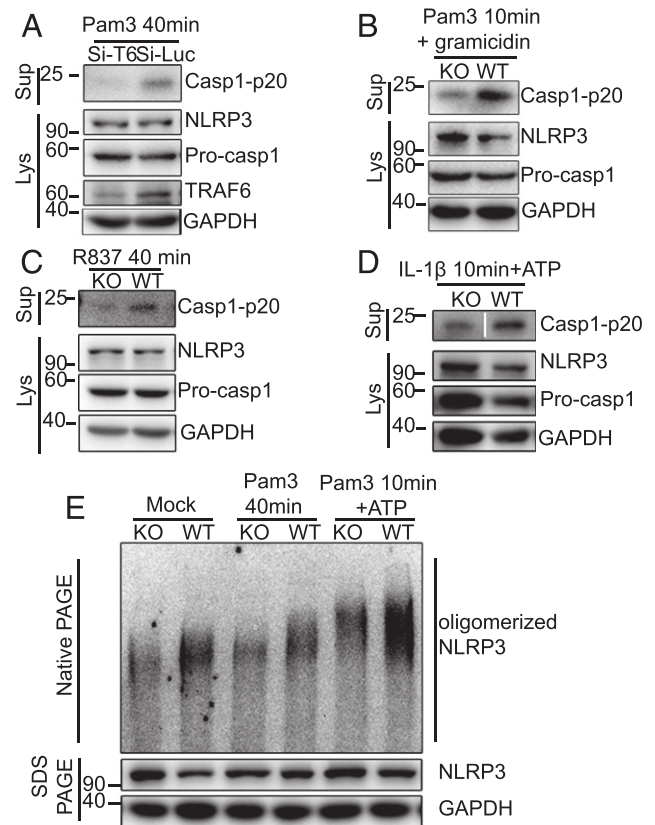 A
Pam3 40min
Si-T6 Si-Luc
Sup
25
Casp1-p20
Lys
NLRP3
90
60
Pro-casp1
TRAF6
60
40
GAPDH
B
Pam3 10min
+ gramicidin
KO WT
Sup
25
Casp1-p20
Lys
NLRP3
90
60
Pro-casp1
40
GAPDH
C
R837 40 min
KO WT
Sup
25
Casp1-p20
Lys
NLRP3
90
60
Pro-casp1
40
GAPDH
D
IL-1β 10min+ATP
KO WT
Sup
25
Casp1-p20
Lys
NLRP3
90
60
Pro-casp1
40
GAPDH
E
Mock
Pam3
40min
Pam3 10min
+ATP
KO WT KO WT KO WT
Native PAGE
oligomerized
NLRP3
SDS
PAGE
NLRP3
90
40
GAPDH